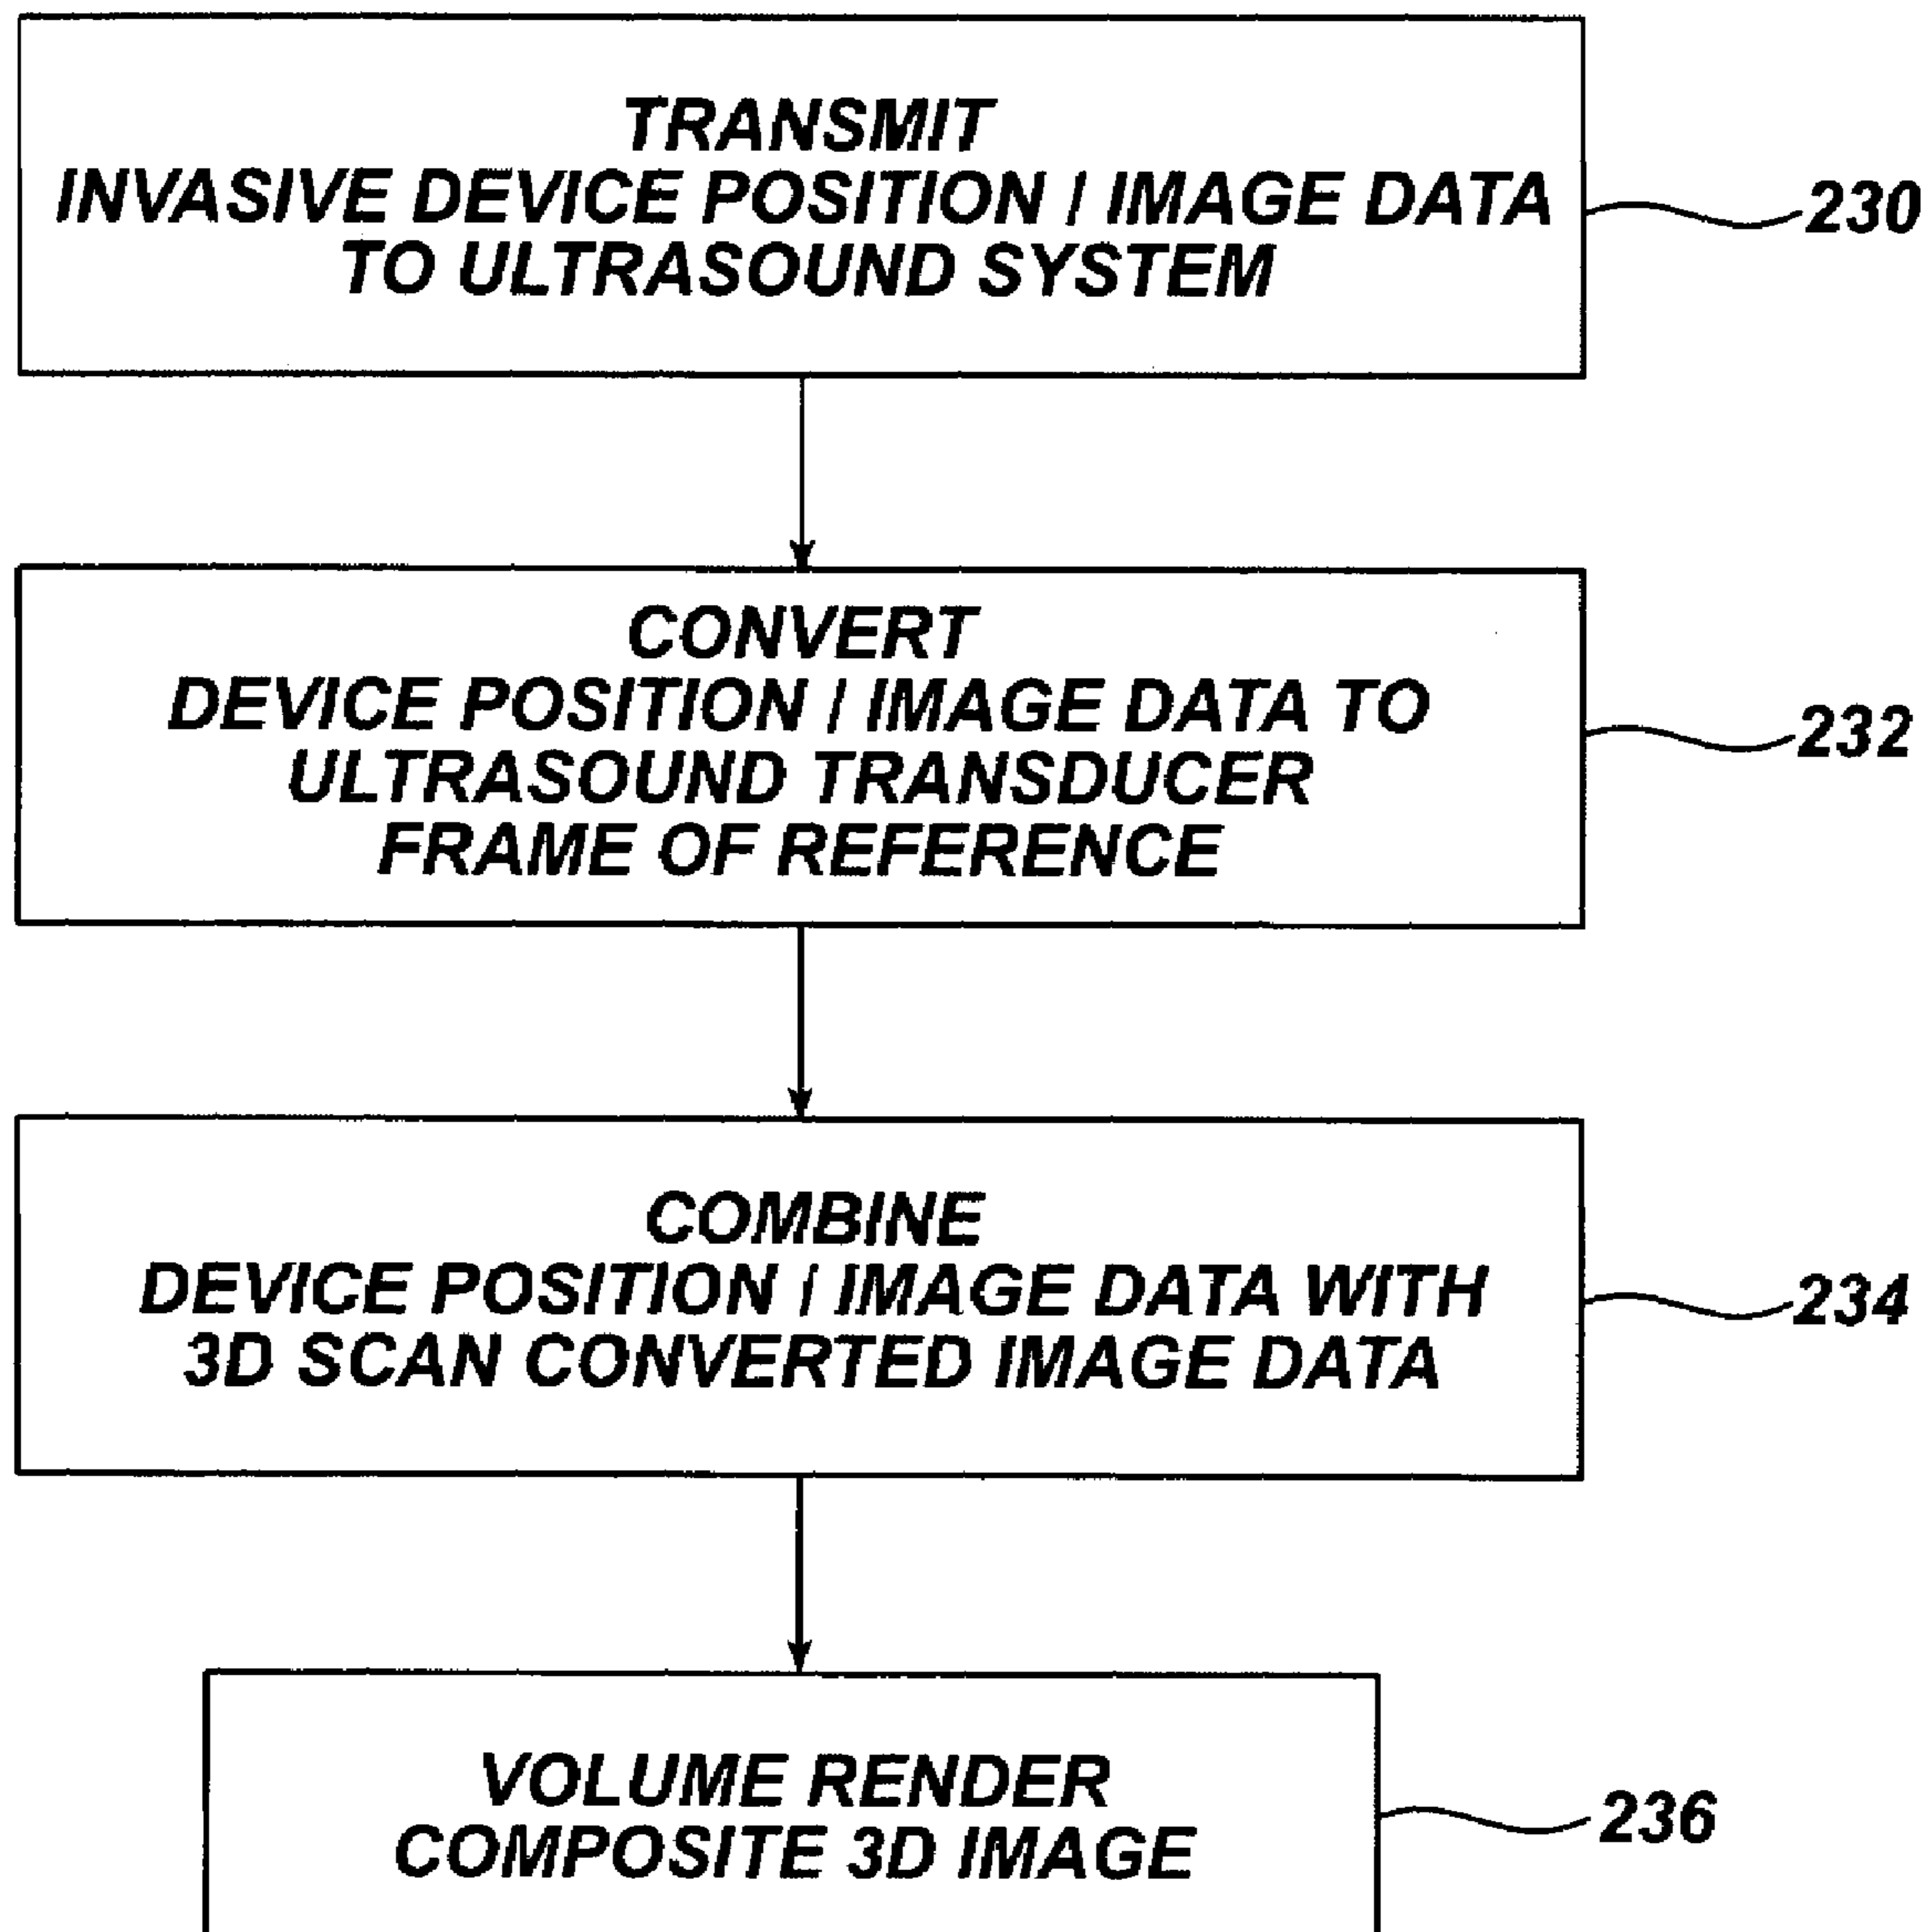 TRANSMIT
INVASIVE DEVICE POSITION / IMAGE DATA
TO ULTRASOUND SYSTEM
230
CONVERT
DEVICE POSITION / IMAGE DATA TO
ULTRASOUND TRANSDUCER
FRAME OF REFERENCE
232
COMBINE
DEVICE POSITION / IMAGE DATA WITH
3D SCAN CONVERTED IMAGE DATA
234
VOLUME RENDER
COMPOSITE 3D IMAGE
236